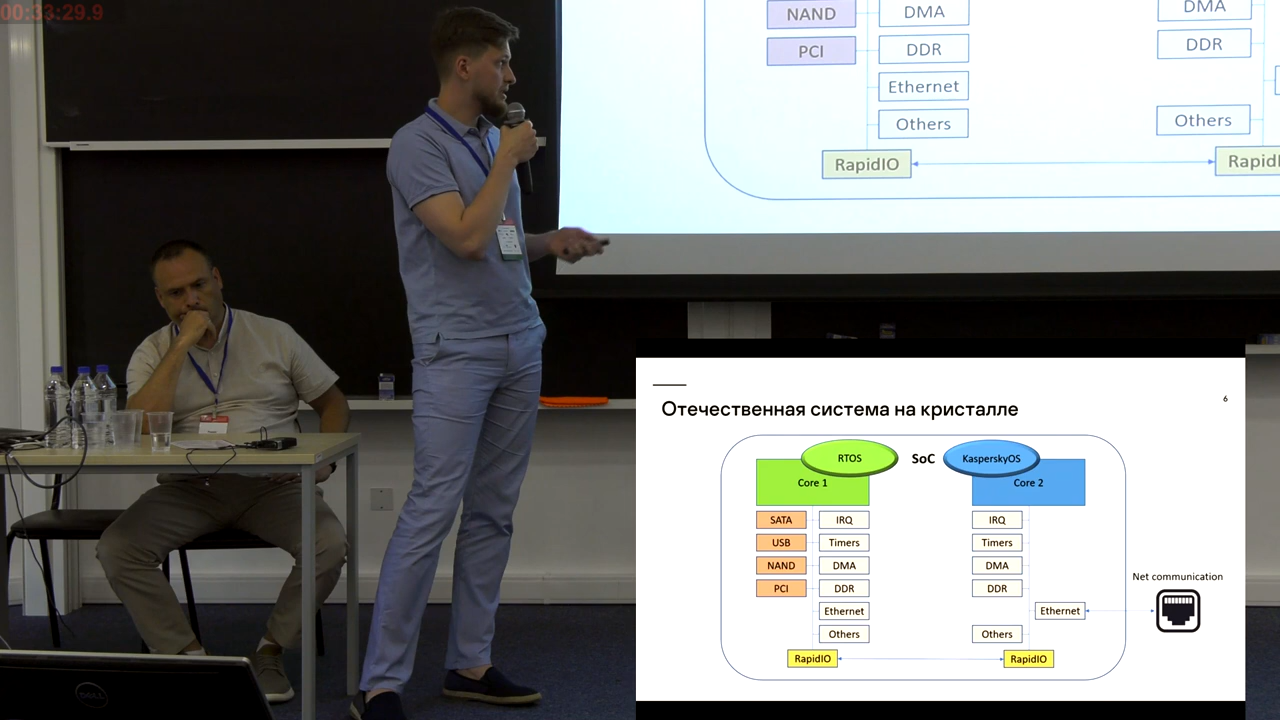 00:33:29.9
NAND
DMA
DMA
PCI
DDR
DDR
Ethernet
Others
Others
RapidIO
RapidI
6
Отечественная система на кристалле
RTOS
SoC
KasperskyOS
Core 1
Core 2
SATA
IRQ
IRQ
USB
Timers
Timers
NAND
DMA
DMA
PCI
DDR
DDR
Net communication
Ethernet
Ethernet
Others
Others
RapidIO
RapidIO
DELL